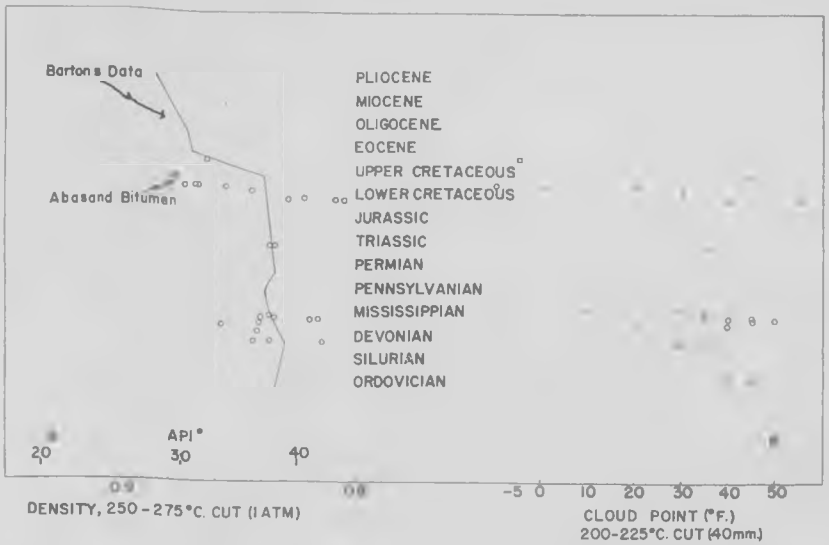 Barton's Data
PLIOCENE
MIOCENE
OLIGOCENE
EOCENE
UPPER CRETACEOUS
Abasand Bitumen
LOWER CRETACEOUS
JURASSIC
TRIASSIC
PERMIAN
PENNSYLVANIAN
MISSISSIPPIAN
DEVONIAN
SILURIAN
ORDOVICIAN
API°
20 30 40
0.9 0.8 -5 0 10 20 30 40 50
DENSITY, 250-275°C. CUT (1 ATM)
CLOUD POINT (°F.)
200-225°C. CUT (40mm.)